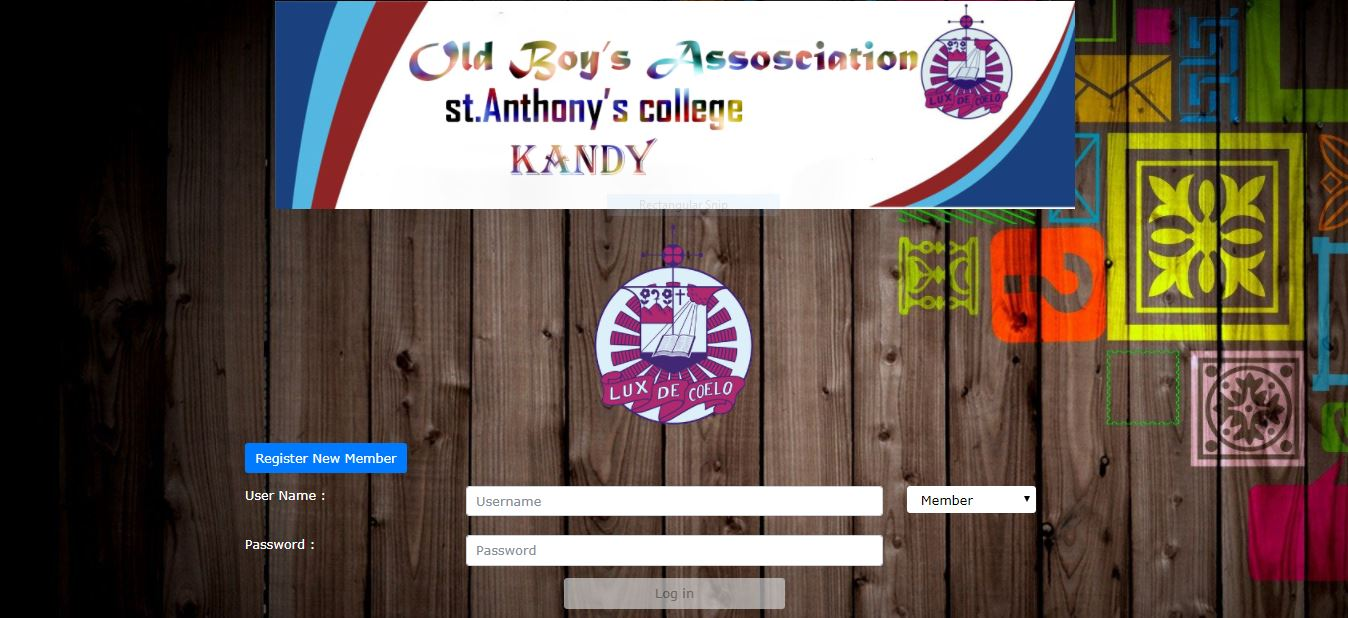 Old Boy's Assosciation
st.Anthony's college
KANDY
LUX DE COELO
Rectangular Snip
LUX DE COELO
Register New Member
User Name :
Username
Member
Password :
Password
Log in